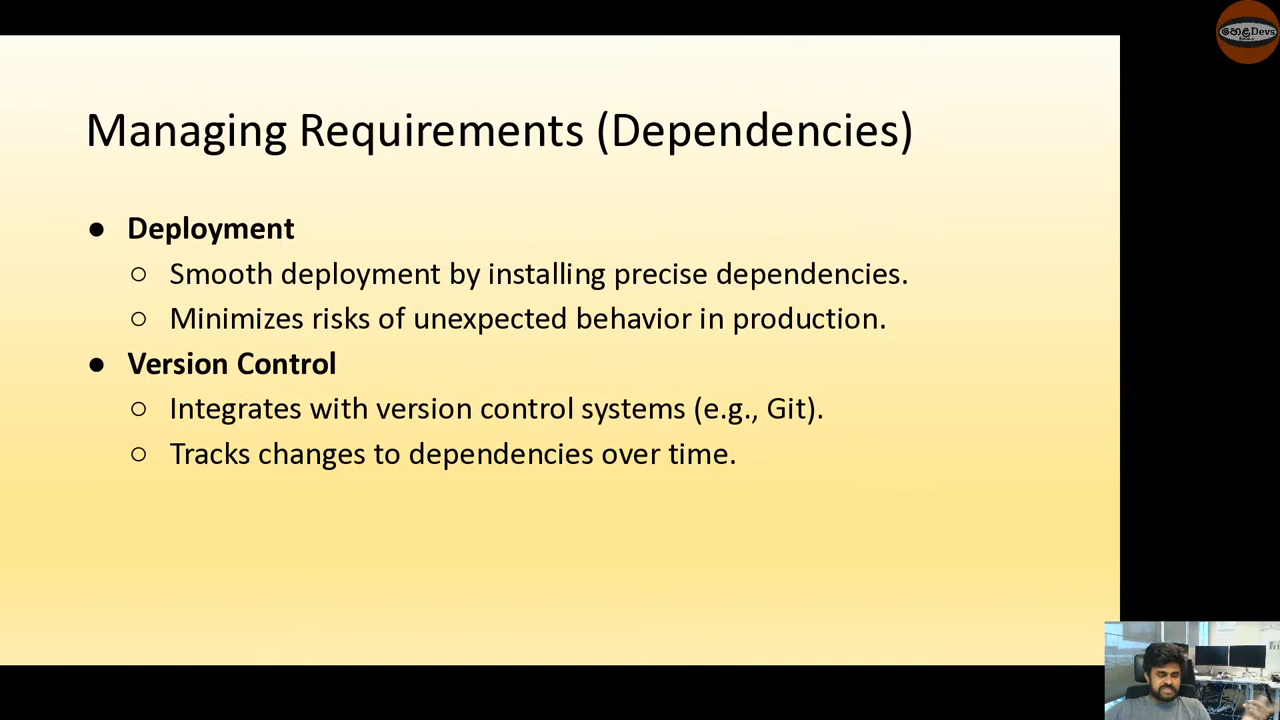 හෙළDevs
Managing Requirements (Dependencies)
● Deployment
○ Smooth deployment by installing precise dependencies.
○ Minimizes risks of unexpected behavior in production.
● Version Control
○ Integrates with version control systems (e.g., Git).
○ Tracks changes to dependencies over time.